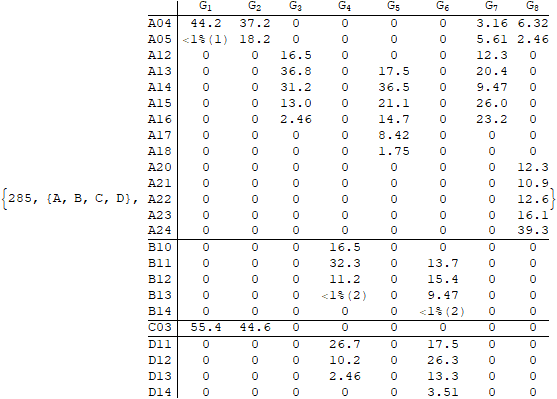 G1 G2 G3 G4 G5 G6 G7 G8
A04 44.2 37.2 0 0 0 0 3.16 6.32
A05 <1%(1) 18.2 0 0 0 0 5.61 2.46
A12 0 0 16.5 0 0 0 12.3 0
A13 0 0 36.8 0 17.5 0 20.4 0
A14 0 0 31.2 0 36.5 0 9.47 0
A15 0 0 13.0 0 21.1 0 26.0 0
A16 0 0 2.46 0 14.7 0 23.2 0
A17 0 0 0 0 8.42 0 0 0
A18 0 0 0 0 1.75 0 0 0
A20 0 0 0 0 0 0 0 12.3
A21 0 0 0 0 0 0 0 10.9
{285, {A, B, C, D}, A22 0 0 0 0 0 0 0 12.6}
A23 0 0 0 0 0 0 0 16.1
A24 0 0 0 0 0 0 0 39.3
B10 0 0 0 16.5 0 0 0 0
B11 0 0 0 32.3 0 13.7 0 0
B12 0 0 0 11.2 0 15.4 0 0
B13 0 0 0 <1%(2) 0 9.47 0 0
B14 0 0 0 0 0 <1%(2) 0 0
C03 55.4 44.6 0 0 0 0 0 0
D11 0 0 0 26.7 0 17.5 0 0
D12 0 0 0 10.2 0 26.3 0 0
D13 0 0 0 2.46 0 13.3 0 0
D14 0 0 0 0 0 3.51 0 0